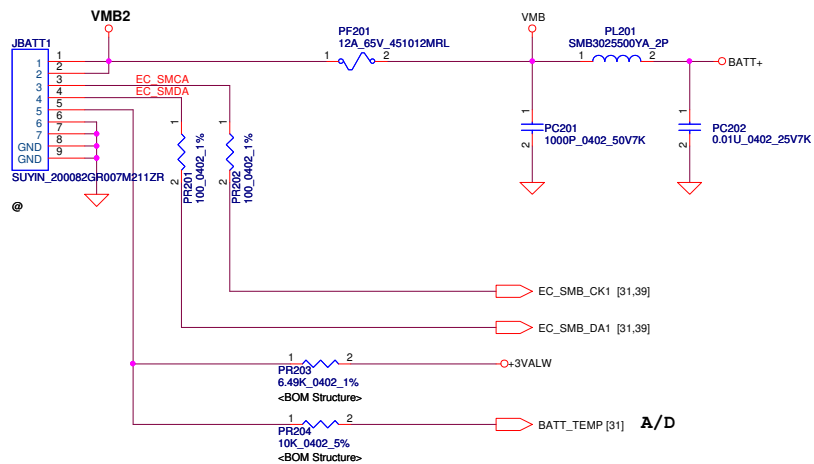 VMB2
JBATT1
1
2
3
4
5
6
7
GND
GND
1
2
3
4
5
6
7
8
9
SUYIN_200082GR007M211ZR
@
EC_SMCA
EC_SMDA
PF201
12A_65V_451012MRL
1
2
VMB
PL201
SMB3025500YA_2P
1
2
BATT+
1
PC201
1000P_0402_50V7K
2
1
PC202
0.01U_0402_25V7K
2
1
2
PR201
100_0402_1%
1
2
PR202
100_0402_1%
EC_SMB_CK1 [31,39]
EC_SMB_DA1 [31,39]
1
2
PR203
6.49K_0402_1%
<BOM Structure>
+3VALW
1
2
PR204
10K_0402_5%
<BOM Structure>
BATT_TEMP [31]
A/D